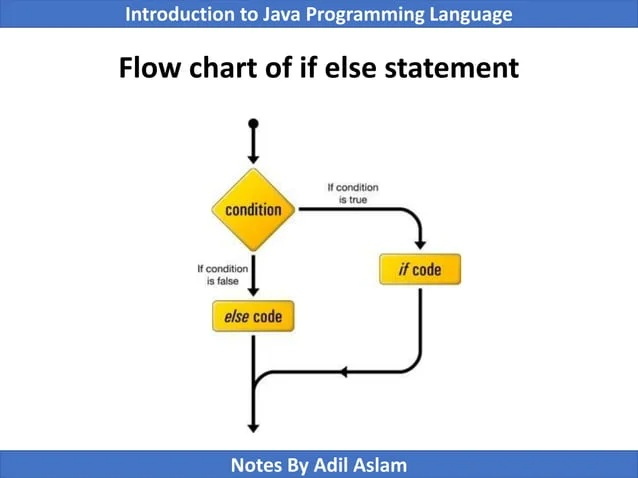 Introduction to Java Programming Language
Flow chart of if else statement
If condition
is true
condition
if code
If condition
is false
else code
Notes By Adil Aslam